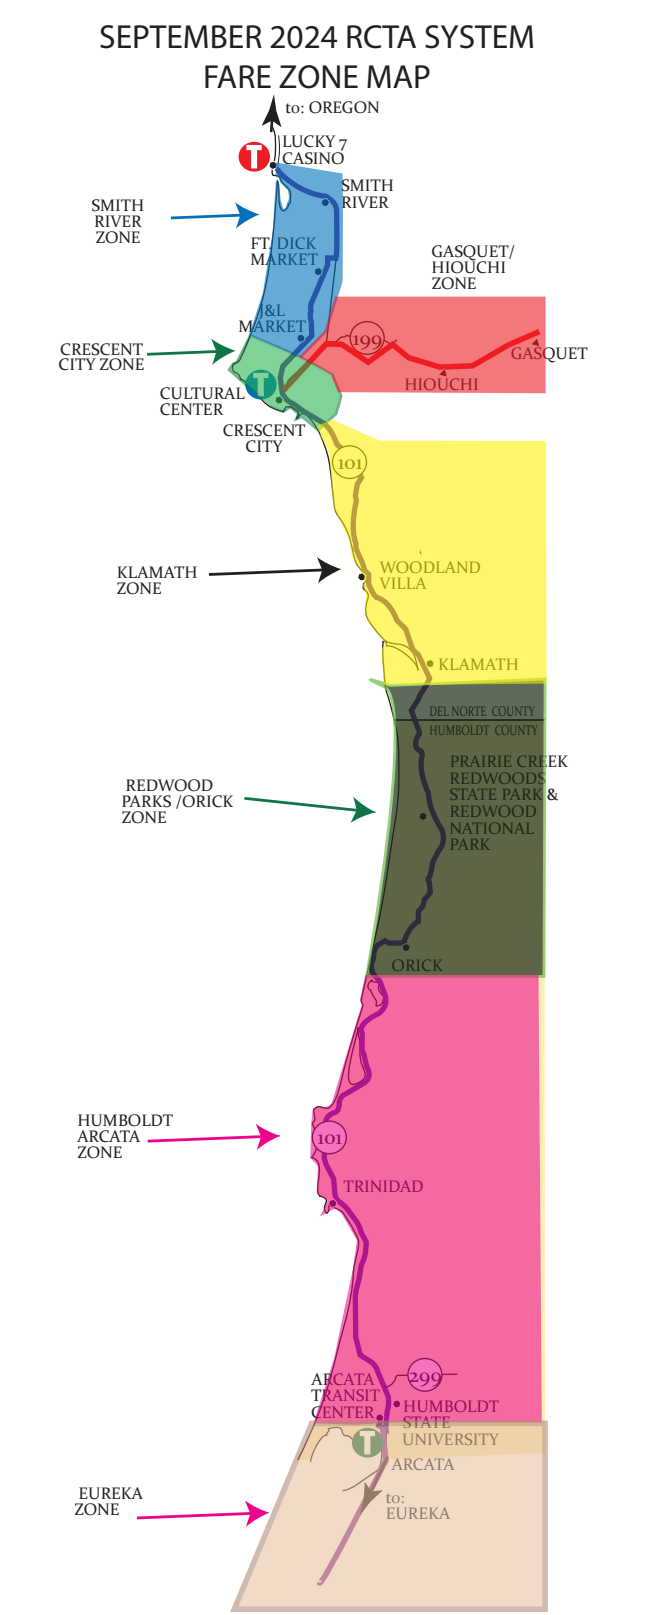 SEPTEMBER 2024 RCTA SYSTEM
FARE ZONE MAP
to: OREGON
LUCKY 7
CASINO
T
SMITH
RIVER
SMITH
RIVER
ZONE
FT. DICK
MARKET
GASQUET/
HIOUCHI
ZONE
J&L
MARKET
199
GASQUET
CRESCENT
CITY ZONE
HIOUCHI
T
CULTURAL
CENTER
CRESCENT
CITY
101
WOODLAND
VILLA
KLAMATH
ZONE
KLAMATH
DEL NORTE COUNTY
HUMBOLDT COUNTY
PRAIRIE CREEK
REDWOODS
STATE PARK &
REDWOOD
NATIONAL
PARK
REDWOOD
PARKS /ORICK
ZONE
ORICK
HUMBOLDT
ARCATA
ZONE
101
TRINIDAD
299
ARCATA
TRANSIT
CENTER
HUMBOLDT
STATE
UNIVERSITY
T
ARCATA
to:
EUREKA
EUREKA
ZONE